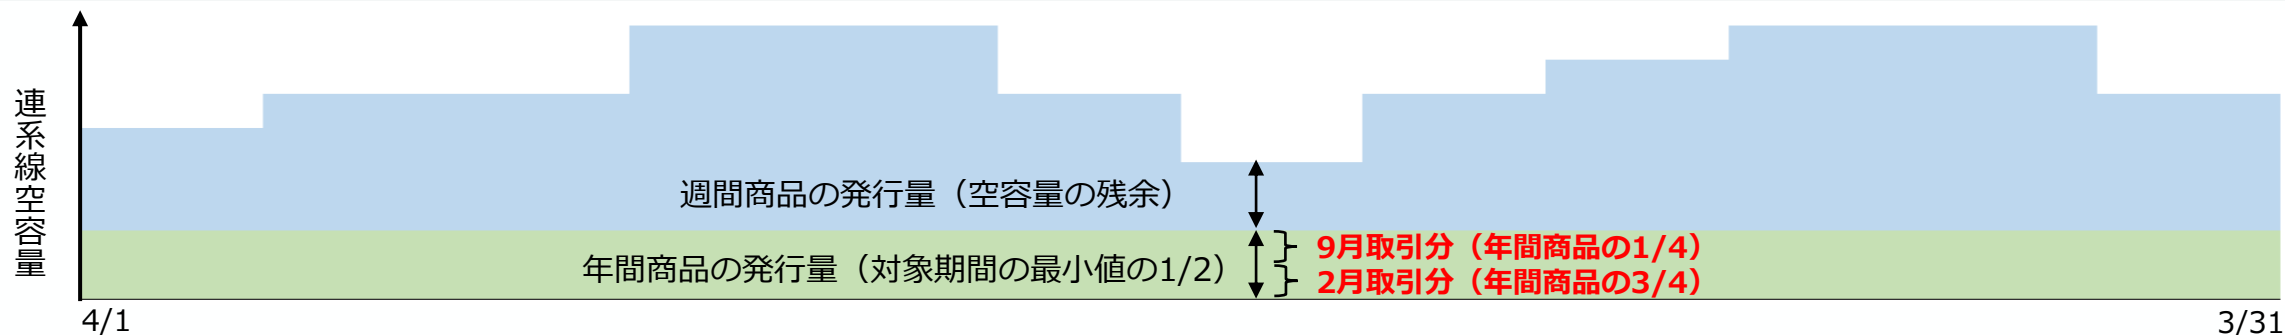 連系線空容量
週間商品の発行量（空容量の残余）
年間商品の発行量（対象期間の最小値の1/2）
9月取引分（年間商品の1/4）
2月取引分（年間商品の3/4）
4/1
3/31